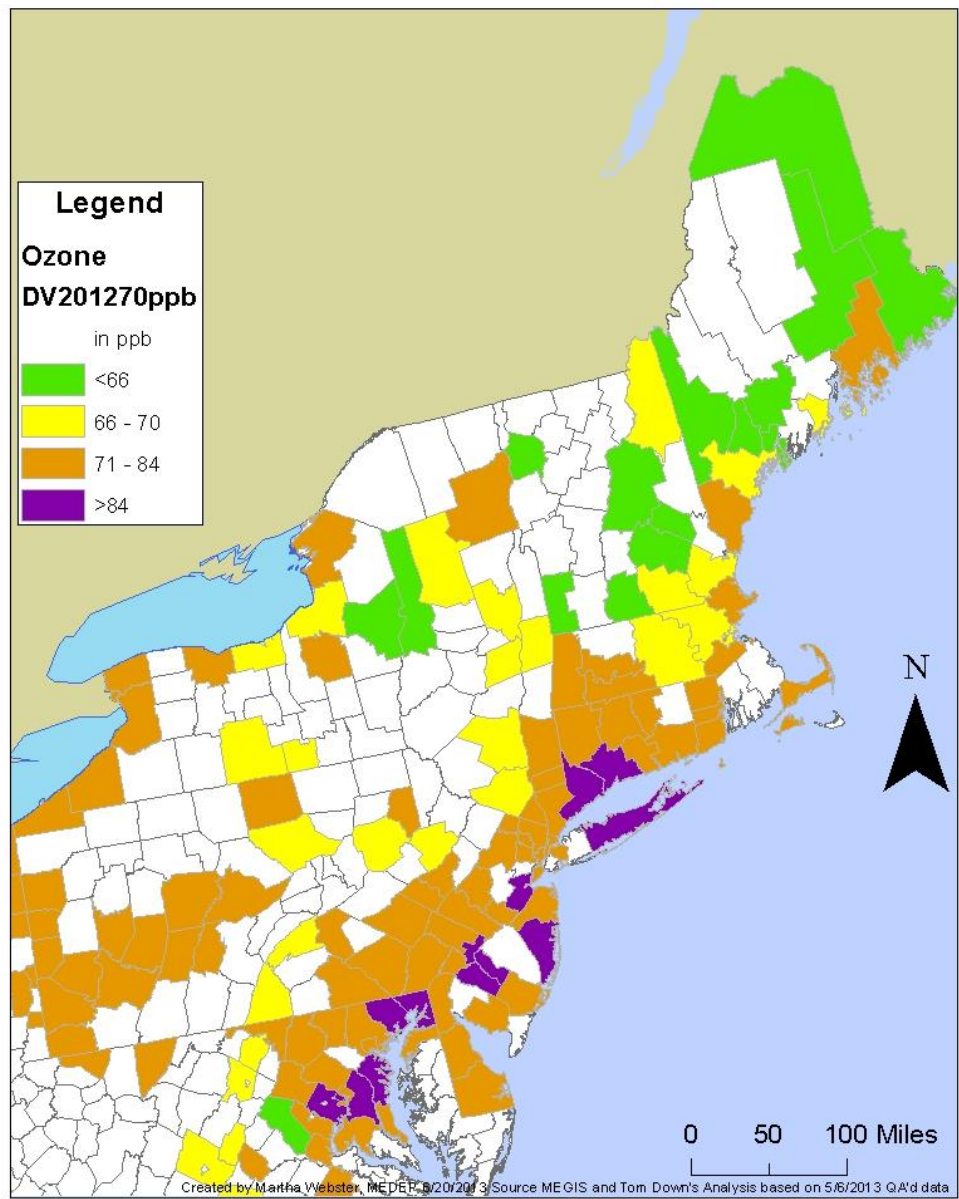 Legend
Ozone
DV201270ppb
in ppb
<66
66 - 70
71 - 84
>84
N
0 50 100 Miles
Created by Martha Webster, MEDEP 6/20/2013 Source MEGIS and Tom Down's Analysis based on 5/6/2013 QA'd data